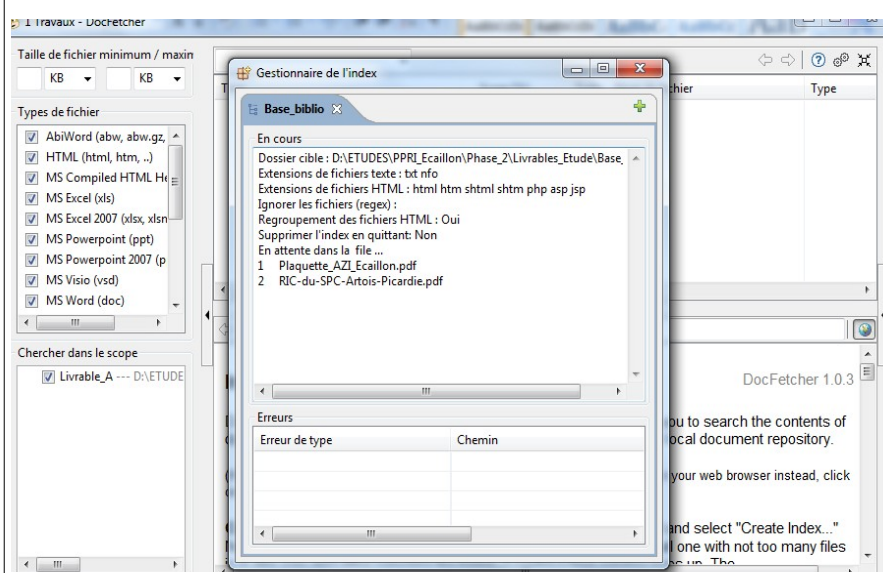 1 Travaux - DocFetcher
Taille de fichier minimum / maxin
KB
KB
Types de fichier
AbiWord (abw, abw.gz,
HTML (html, htm, ..)
MS Compiled HTML He
MS Excel (xls)
MS Excel 2007 (xlsx, xlsn
MS Powerpoint (ppt)
MS Powerpoint 2007 (p
MS Visio (vsd)
MS Word (doc)
Chercher dans le scope
Livrable_A --- D:\ETUDE
Gestionnaire de l'index
Base_biblio
En cours
Dossier cible : D:\ETUDES\PPRI_Ecaillon\Phase_2\Livrables_Etude\Base_
Extensions de fichiers texte : txt nfo
Extensions de fichiers HTML : html htm shtml shtm php asp jsp
Ignorer les fichiers (regex) :
Regroupement des fichiers HTML : Oui
Supprimer l'index en quittant: Non
En attente dans la file ...
1 Plaquette_AZI_Ecaillon.pdf
2 RIC-du-SPC-Artois-Picardie.pdf
Erreurs
Erreur de type Chemin
chier Type
DocFetcher 1.0.3
ou to search the contents of
ocal document repository.
your web browser instead, click
and select "Create Index..."
l one with not too many files